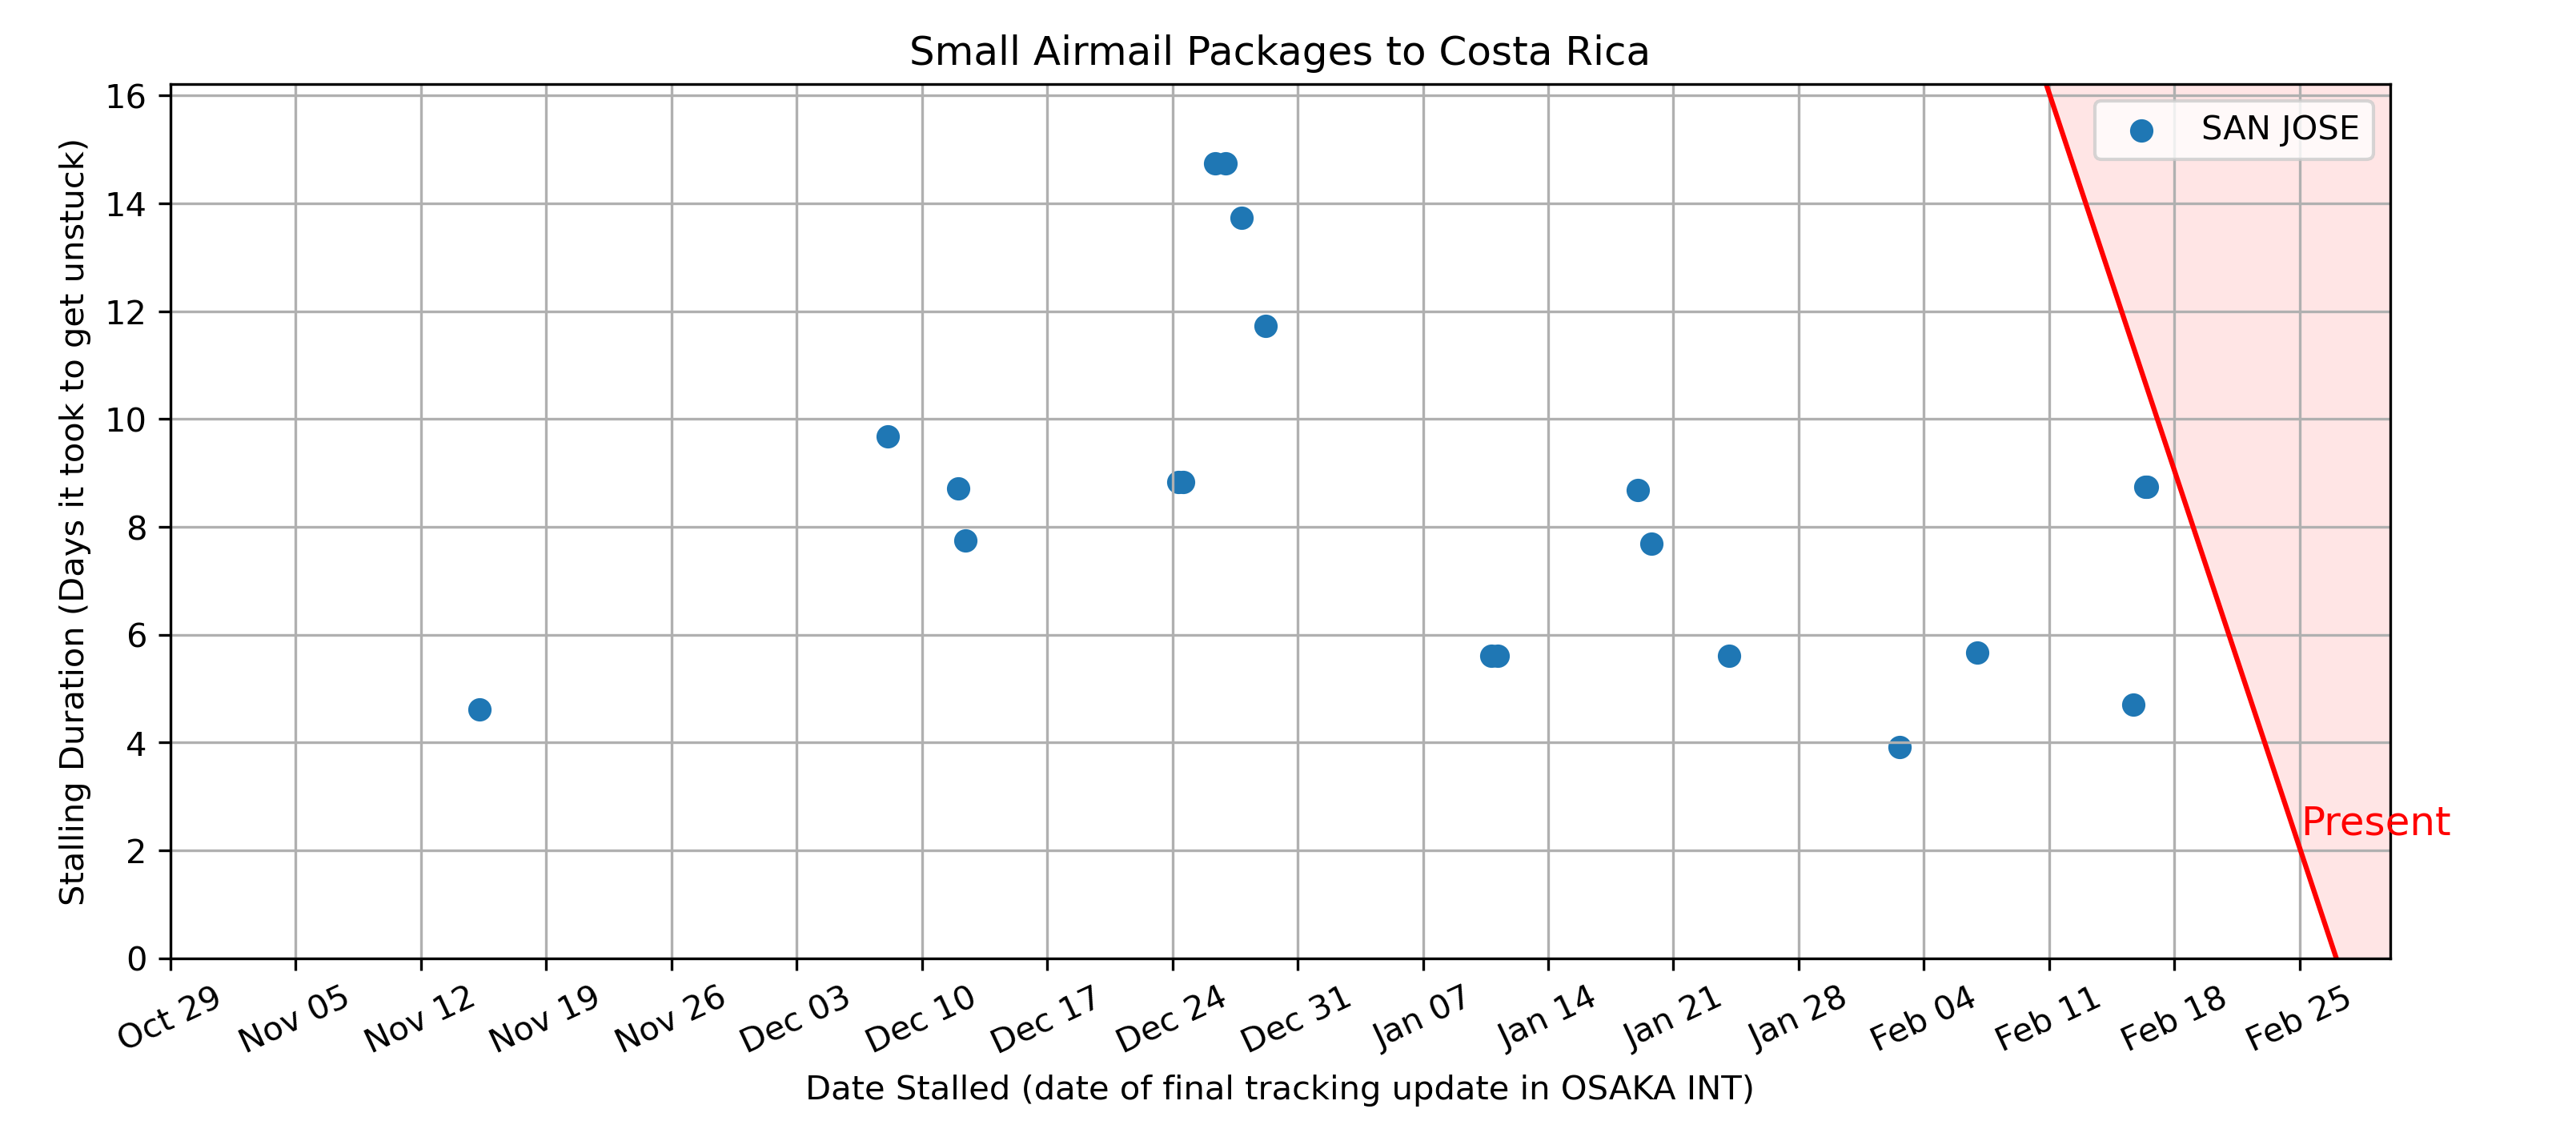 Small Airmail Packages to Costa Rica
16
14
12
10
8
6
4
2
0
Stalling Duration (Days it took to get unstuck)
SAN JOSE
Present
Oct 29
Nov 05
Nov 12
Nov 19
Nov 26
Dec 03
Dec 10
Dec 17
Dec 24
Dec 31
Jan 07
Jan 14
Jan 21
Jan 28
Feb 04
Feb 11
Feb 18
Feb 25
Date Stalled (date of final tracking update in OSAKA INT)